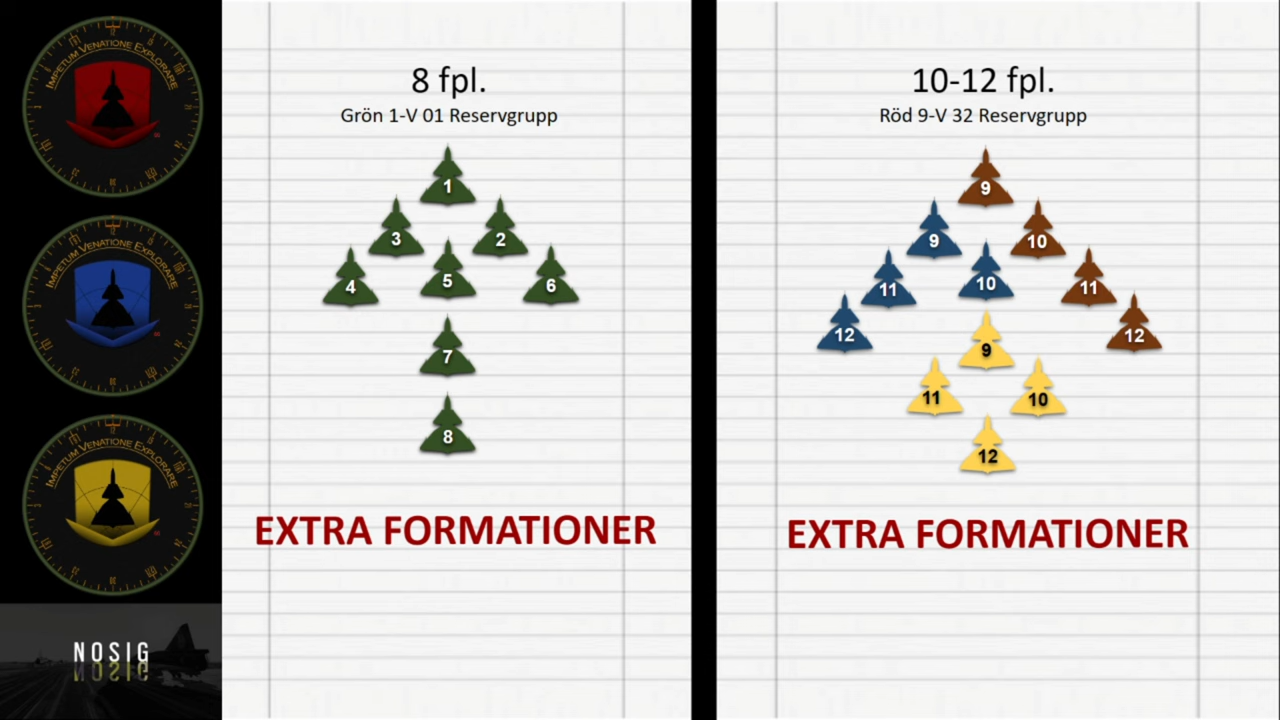 IMPETUM VENATIONE EXPLORARE
IMPETUM VENATIONE EXPLORARE
IMPETUM VENATIONE EXPLORARE
NOSIG
8 fpl.
Grön 1-V 01 Reservgrupp
1
3 2
4 5 6
7
8
EXTRA FORMATIONER
10-12 fpl.
Röd 9-V 32 Reservgrupp
9
9 10
11 10 11
12 12
9
11 10
12
EXTRA FORMATIONER